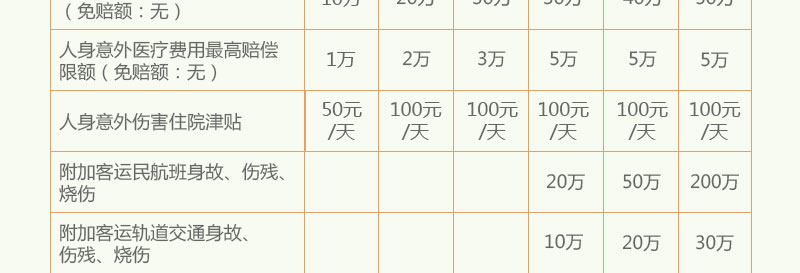 （免赔额：无）
人身意外医疗费用最高赔偿
限额（免赔额：无）
1万 2万 3万 5万 5万 5万
人身意外伤害住院津贴
50元 100元 100元 100元 100元 100元
/天 /天 /天 /天 /天 /天
附加客运民航班身故、伤残、
烧伤
20万 50万 200万
附加客运轨道交通身故、
伤残、烧伤
10万 20万 30万